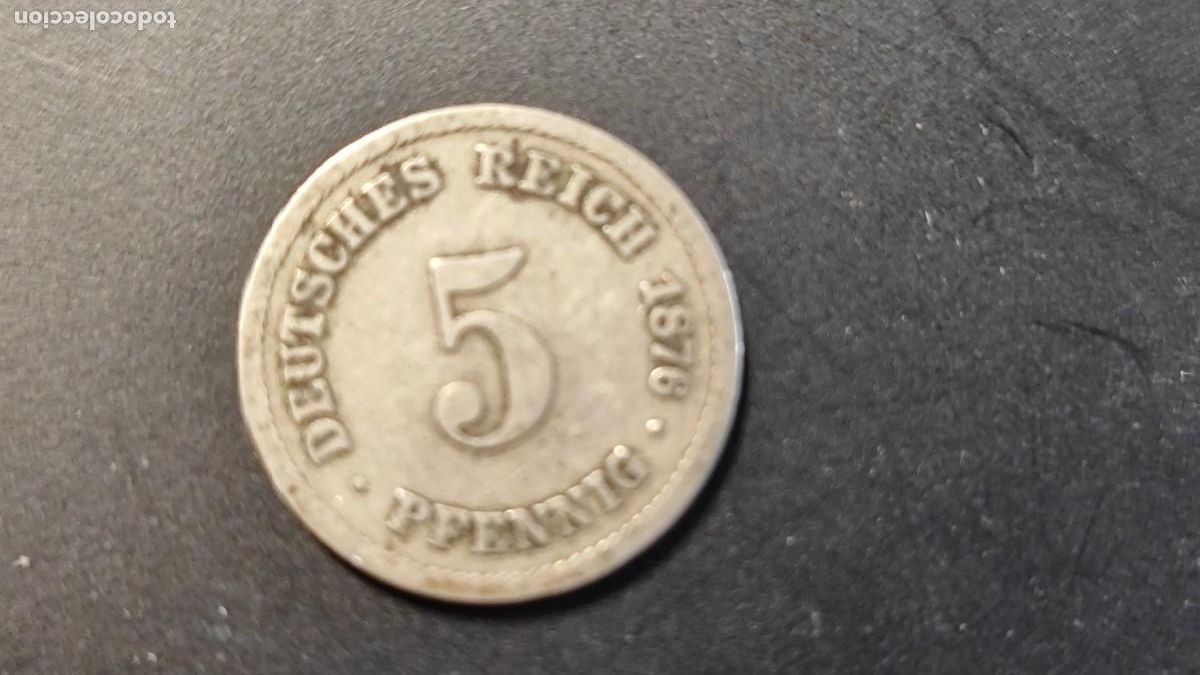 todocoleccion
DEUTSCHES REICH 1876 ·
5
· PFENNIG